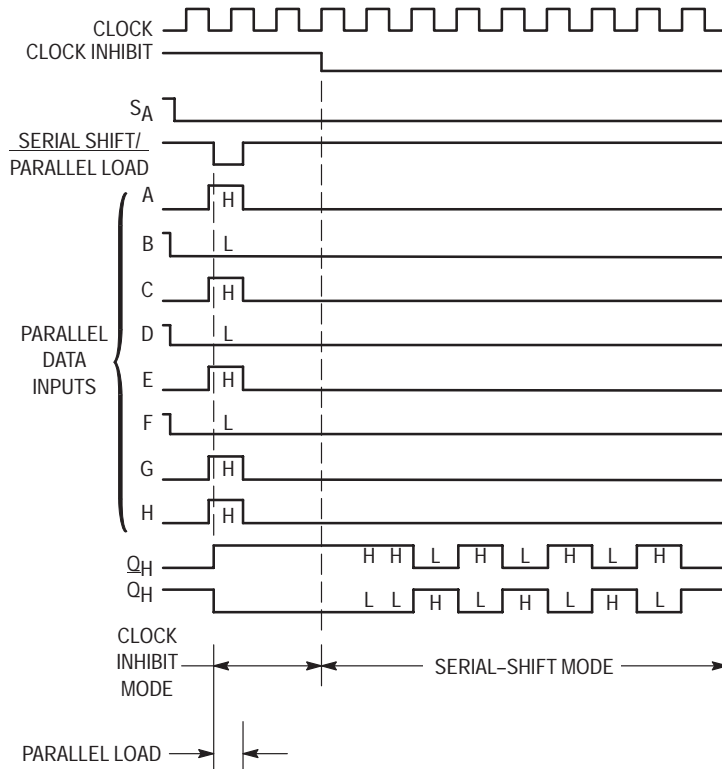 CLOCK
CLOCK INHIBIT
SA
SERIAL SHIFT/
PARALLEL LOAD
A H
B L
C H
D L
E H
F L
G H
H H
PARALLEL
DATA
INPUTS
QH H H L H L H L H
QH L L H L H L H L
CLOCK
INHIBIT
MODE
SERIAL–SHIFT MODE
PARALLEL LOAD